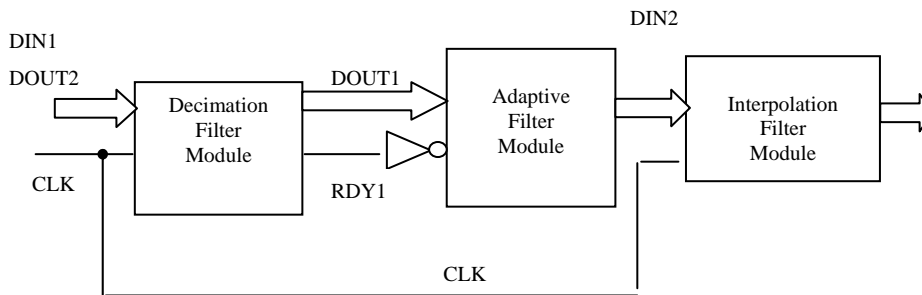 DIN2
DIN1
DOUT2
DOUT1
Decimation
Filter
Module
Adaptive
Filter
Module
Interpolation
Filter
Module
CLK
RDY1
CLK